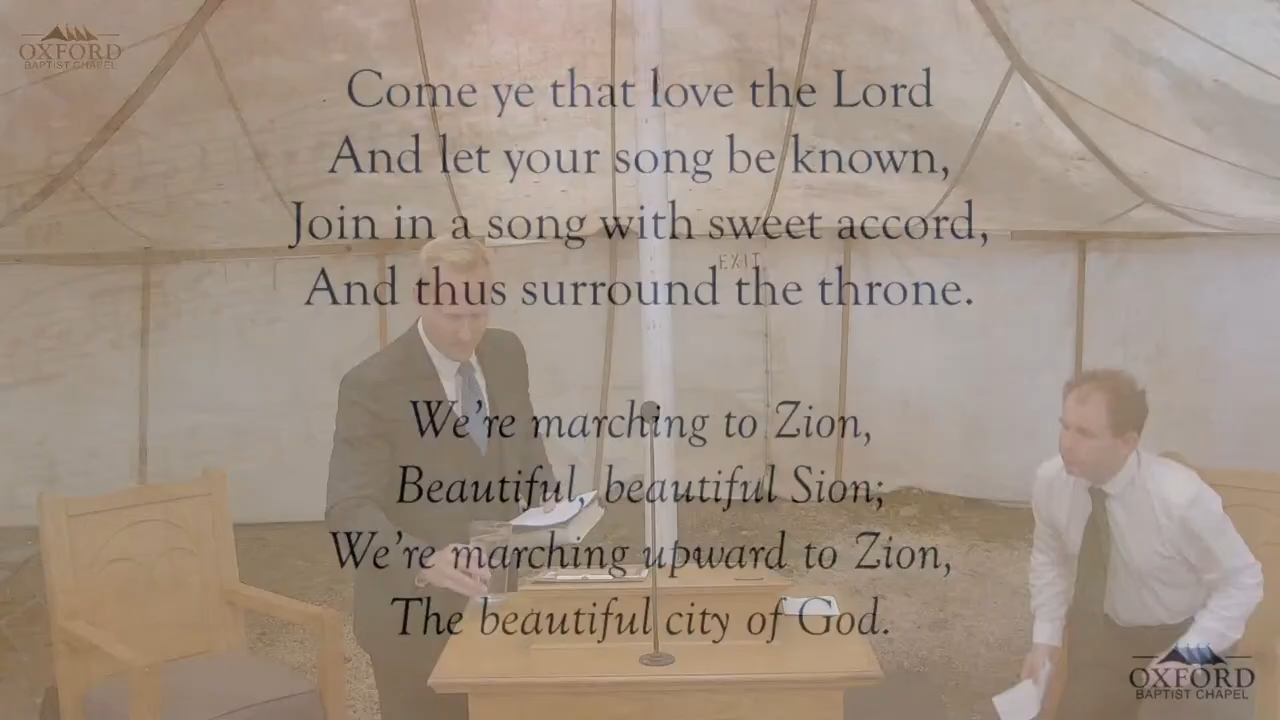 OXFORD
BAPTIST CHAPEL
Come ye that love the Lord
And let your song be known,
Join in a song with sweet accord,
And thus surround the throne.
EXIT
We're marching to Zion,
Beautiful, beautiful Sion;
We're marching upward to Zion,
The beautiful city of God.
OXFORD
BAPTIST CHAPEL